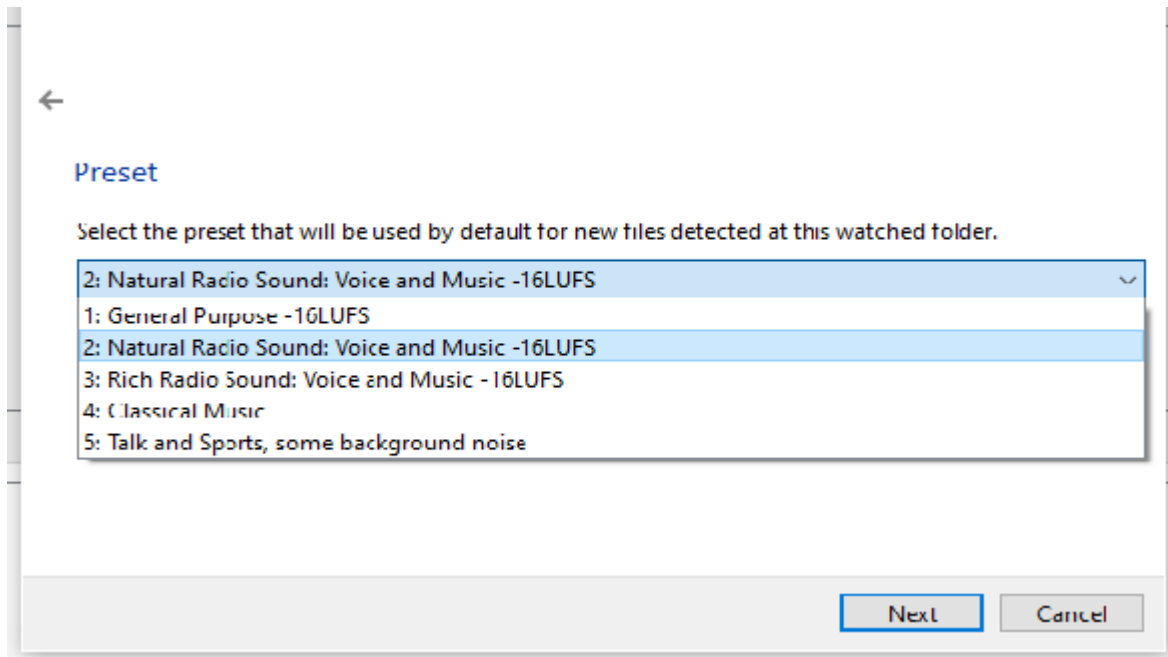 Preset
Select the preset that will be used by default for new files detected at this watched folder.
2: Natural Radio Sound: Voice and Music -16LUFS
1: General Purpose -16LUFS
2: Natural Radio Sound: Voice and Music -16LUFS
3: Rich Radio Sound: Voice and Music -16LUFS
4: Classical Music
5: Talk and Sports, some background noise
Next Cancel